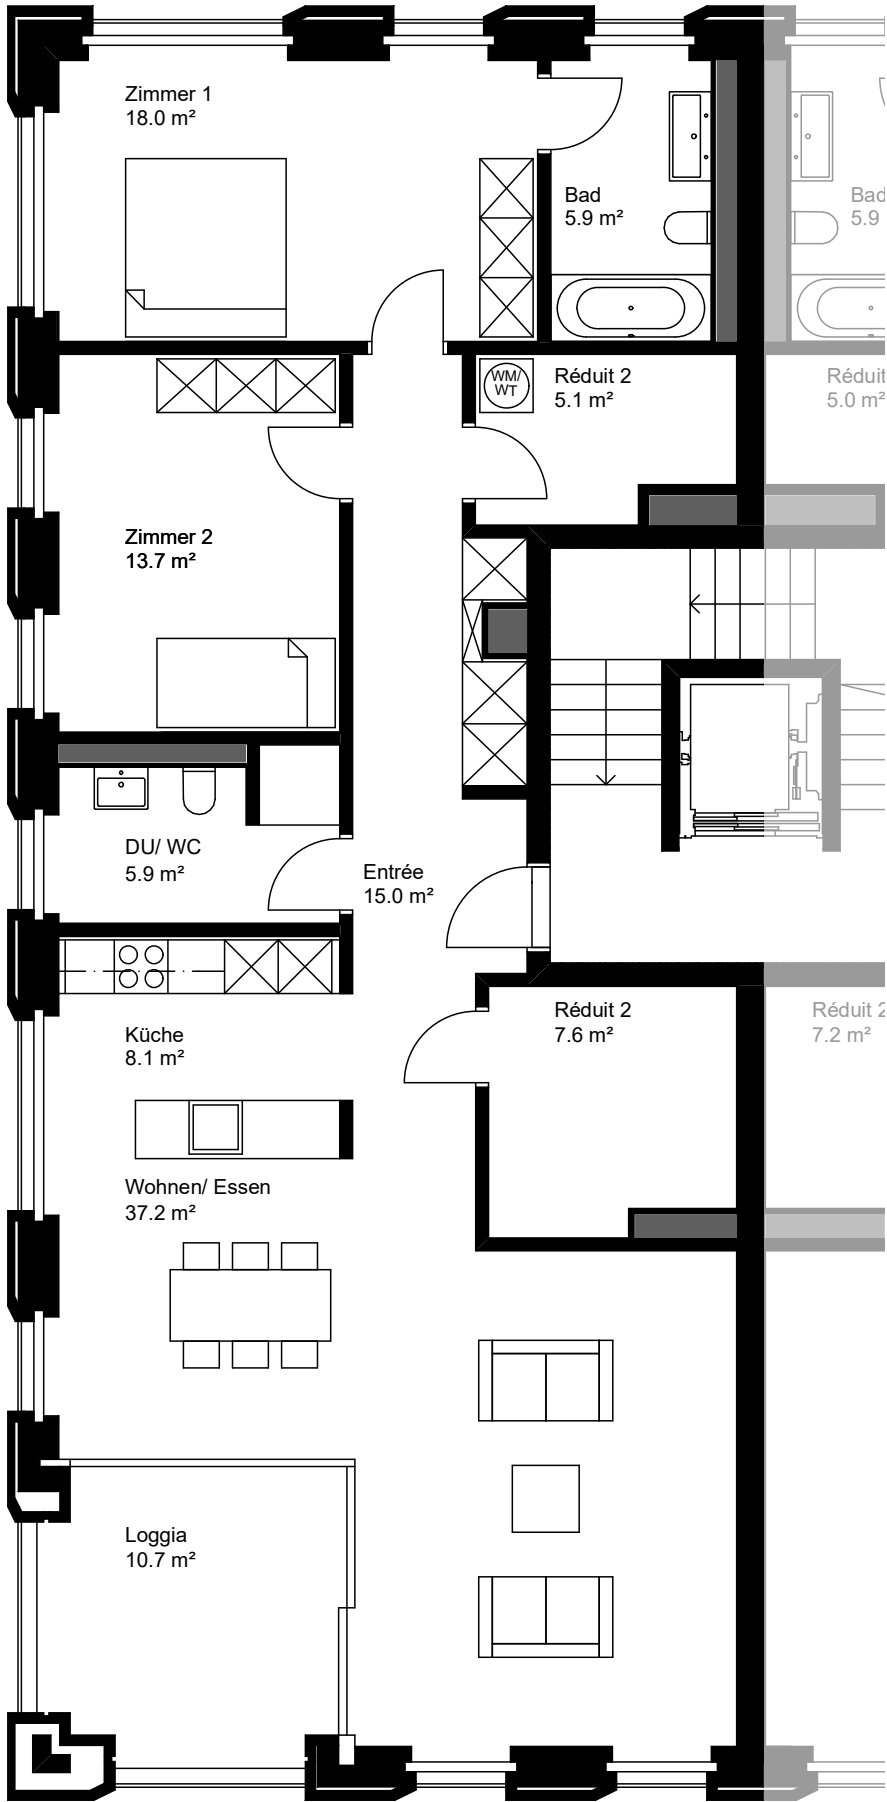 Zimmer 1
18.0 m²
Bad
5.9 m²
Bad
5.9
WM/
WT
Réduit 2
5.1 m²
Réduit
5.0 m²
Zimmer 2
13.7 m²
DU/ WC
5.9 m²
Entrée
15.0 m²
Küche
8.1 m²
Réduit 2
7.6 m²
Réduit 2
7.2 m²
Wohnen/ Essen
37.2 m²
Loggia
10.7 m²